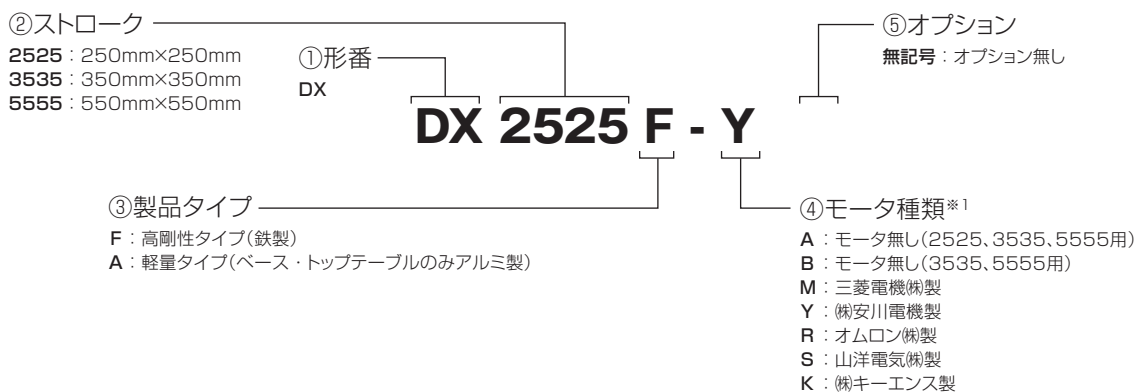 ②ストローク
2525：250mm×250mm
3535：350mm×350mm
5555：550mm×550mm
①形番
DX
⑤オプション
無記号：オプション無し
DX 2525 F - Y
③製品タイプ
F：高剛性タイプ(鉄製)
A：軽量タイプ(ベース・トップテーブルのみアルミ製)
④モータ種類※1
A：モータ無し(2525、3535、5555用)
B：モータ無し(3535、5555用)
M：三菱電機㈱製
Y：㈱安川電機製
R：オムロン㈱製
S：山洋電気㈱製
K：㈱キーエンス製